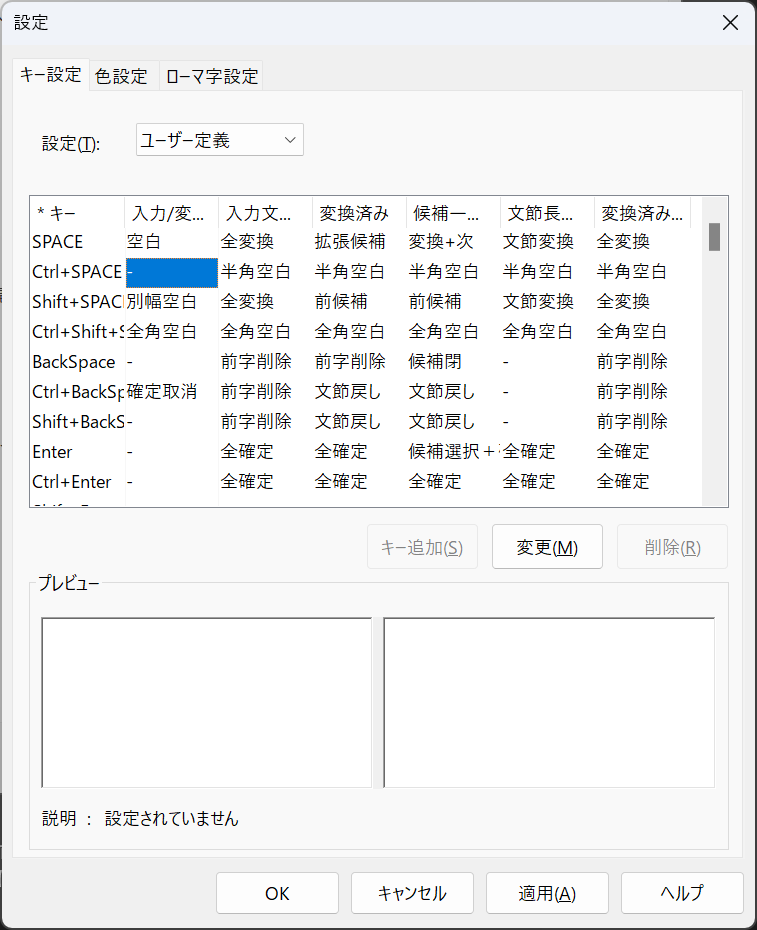 設定
キー設定 色設定 ローマ字設定
設定(T): ユーザー定義
* キー 入力/変... 入力文... 変換済み 候補一... 文節長... 変換済み...
SPACE 空白 全変換 拡張候補 変換+次 文節変換 全変換
Ctrl+SPACE - 半角空白 半角空白 半角空白 半角空白 半角空白
Shift+SPAC 別幅空白 全変換 前候補 前候補 文節変換 全変換
Ctrl+Shift+S 全角空白 全角空白 全角空白 全角空白 全角空白 全角空白
BackSpace - 前字削除 前字削除 候補閉 - 前字削除
Ctrl+BackSp 確定取消 前字削除 文節戻し 文節戻し - 前字削除
Shift+BackS - 前字削除 文節戻し 文節戻し - 前字削除
Enter - 全確定 全確定 候補選択+ 全確定 全確定
Ctrl+Enter - 全確定 全確定 全確定 全確定 全確定
キー追加(S) 変更(M) 削除(R)
プレビュー
説明 : 設定されていません
OK キャンセル 適用(A) ヘルプ